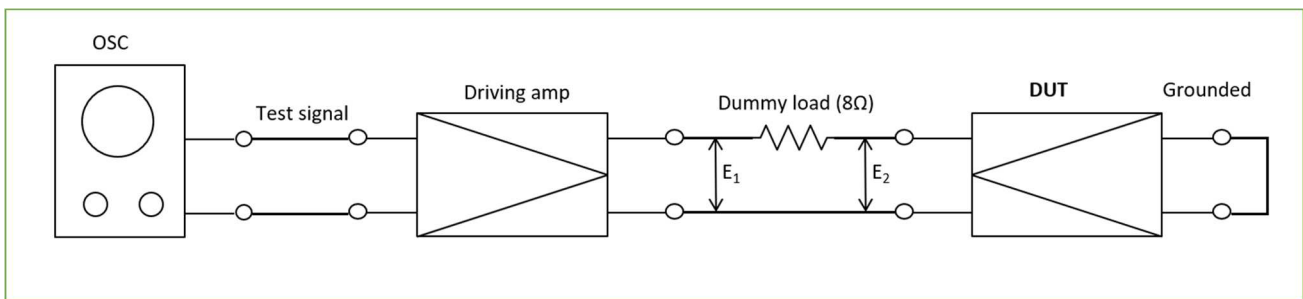 OSC
Test signal
Driving amp
Dummy load (8Ω)
DUT
Grounded
E₁
E₂